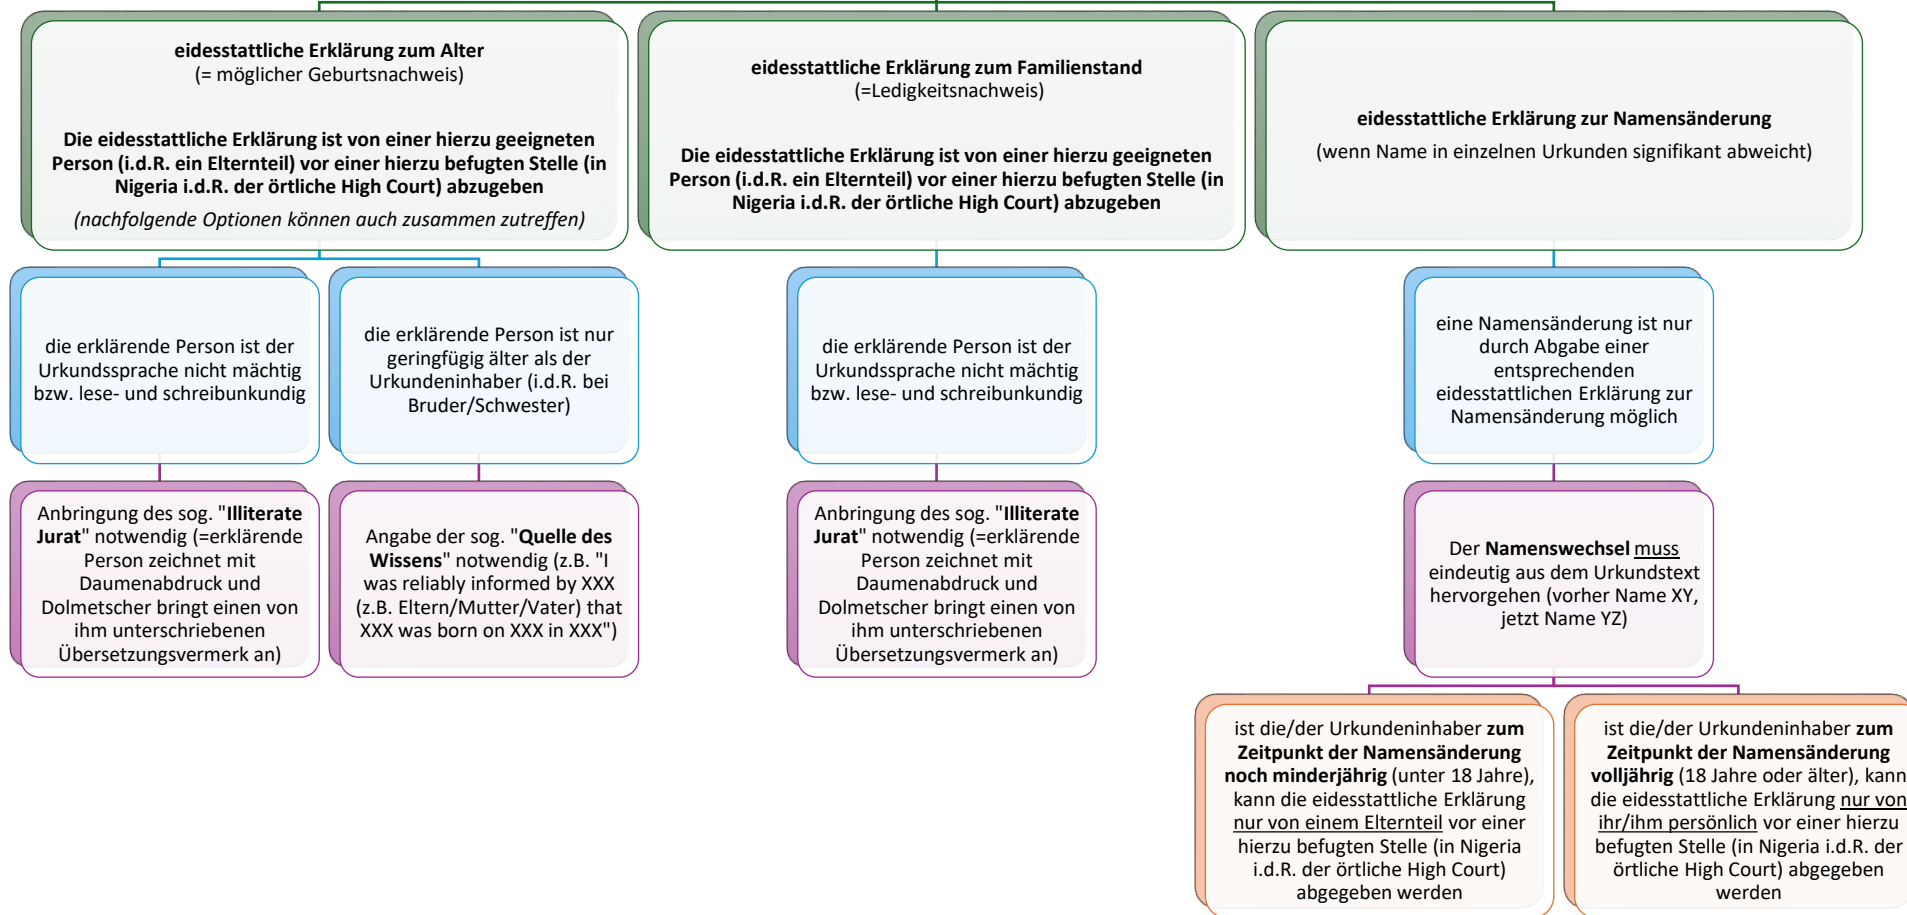 eidesstattliche Erklärung zum Alter
(= möglicher Geburtsnachweis)
Die eidesstattliche Erklärung ist von einer hierzu geeigneten
Person (i.d.R. ein Elternteil) vor einer hierzu befugten Stelle (in
Nigeria i.d.R. der örtliche High Court) abzugeben
(nachfolgende Optionen können auch zusammen zutreffen)
eidesstattliche Erklärung zum Familienstand
(=Ledigkeitsnachweis)
Die eidesstattliche Erklärung ist von einer hierzu geeigneten
Person (i.d.R. ein Elternteil) vor einer hierzu befugten Stelle (in
Nigeria i.d.R. der örtliche High Court) abzugeben
eidesstattliche Erklärung zur Namensänderung
(wenn Name in einzelnen Urkunden signifikant abweicht)
die erklärende Person ist der
Urkundssprache nicht mächtig
bzw. lese- und schreibunkundig
die erklärende Person ist nur
geringfügig älter als der
Urkundeninhaber (i.d.R. bei
Bruder/Schwester)
die erklärende Person ist der
Urkundssprache nicht mächtig
bzw. lese- und schreibunkundig
eine Namensänderung ist nur
durch Abgabe einer
entsprechenden
eidesstattlichen Erklärung zur
Namensänderung möglich
Anbringung des sog. "Illiterate
Jurat" notwendig (=erklärende
Person zeichnet mit
Daumenabdruck und
Dolmetscher bringt einen von
ihm unterschriebenen
Übersetzungsvermerk an)
Angabe der sog. "Quelle des
Wissens" notwendig (z.B. "I
was reliably informed by XXX
(z.B. Eltern/Mutter/Vater) that
XXX was born on XXX in XXX")
Anbringung des sog. "Illiterate
Jurat" notwendig (=erklärende
Person zeichnet mit
Daumenabdruck und
Dolmetscher bringt einen von
ihm unterschriebenen
Übersetzungsvermerk an)
Der Namenswechsel muss
eindeutig aus dem Urkundstext
hervorgehen (vorher Name XY,
jetzt Name YZ)
ist die/der Urkundeninhaber zum
Zeitpunkt der Namensänderung
noch minderjährig (unter 18 Jahre),
kann die eidesstattliche Erklärung
nur von einem Elternteil vor einer
hierzu befugten Stelle (in Nigeria
i.d.R. der örtliche High Court)
abgegeben werden
ist die/der Urkundeninhaber zum
Zeitpunkt der Namensänderung
volljährig (18 Jahre oder älter), kann
die eidesstattliche Erklärung nur von
ihr/ihm persönlich vor einer hierzu
befugten Stelle (in Nigeria i.d.R. der
örtliche High Court) abgegeben
werden